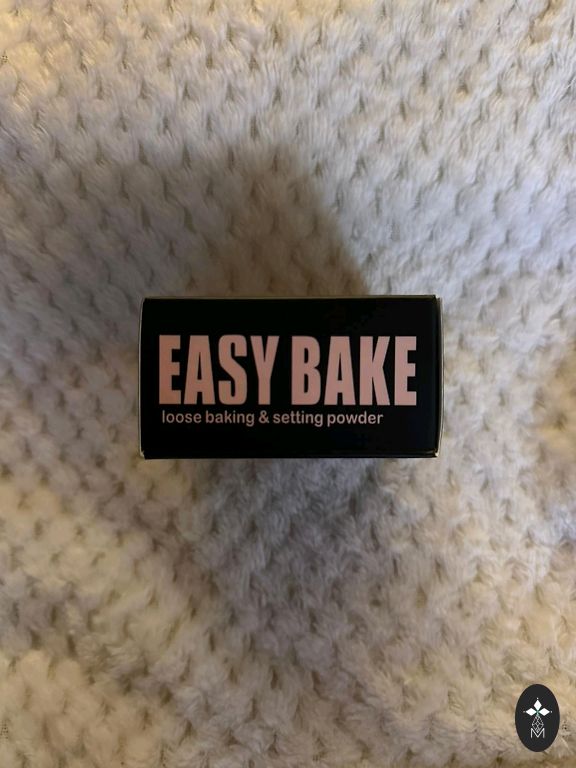 EASY BAKE
loose baking & setting powder
M